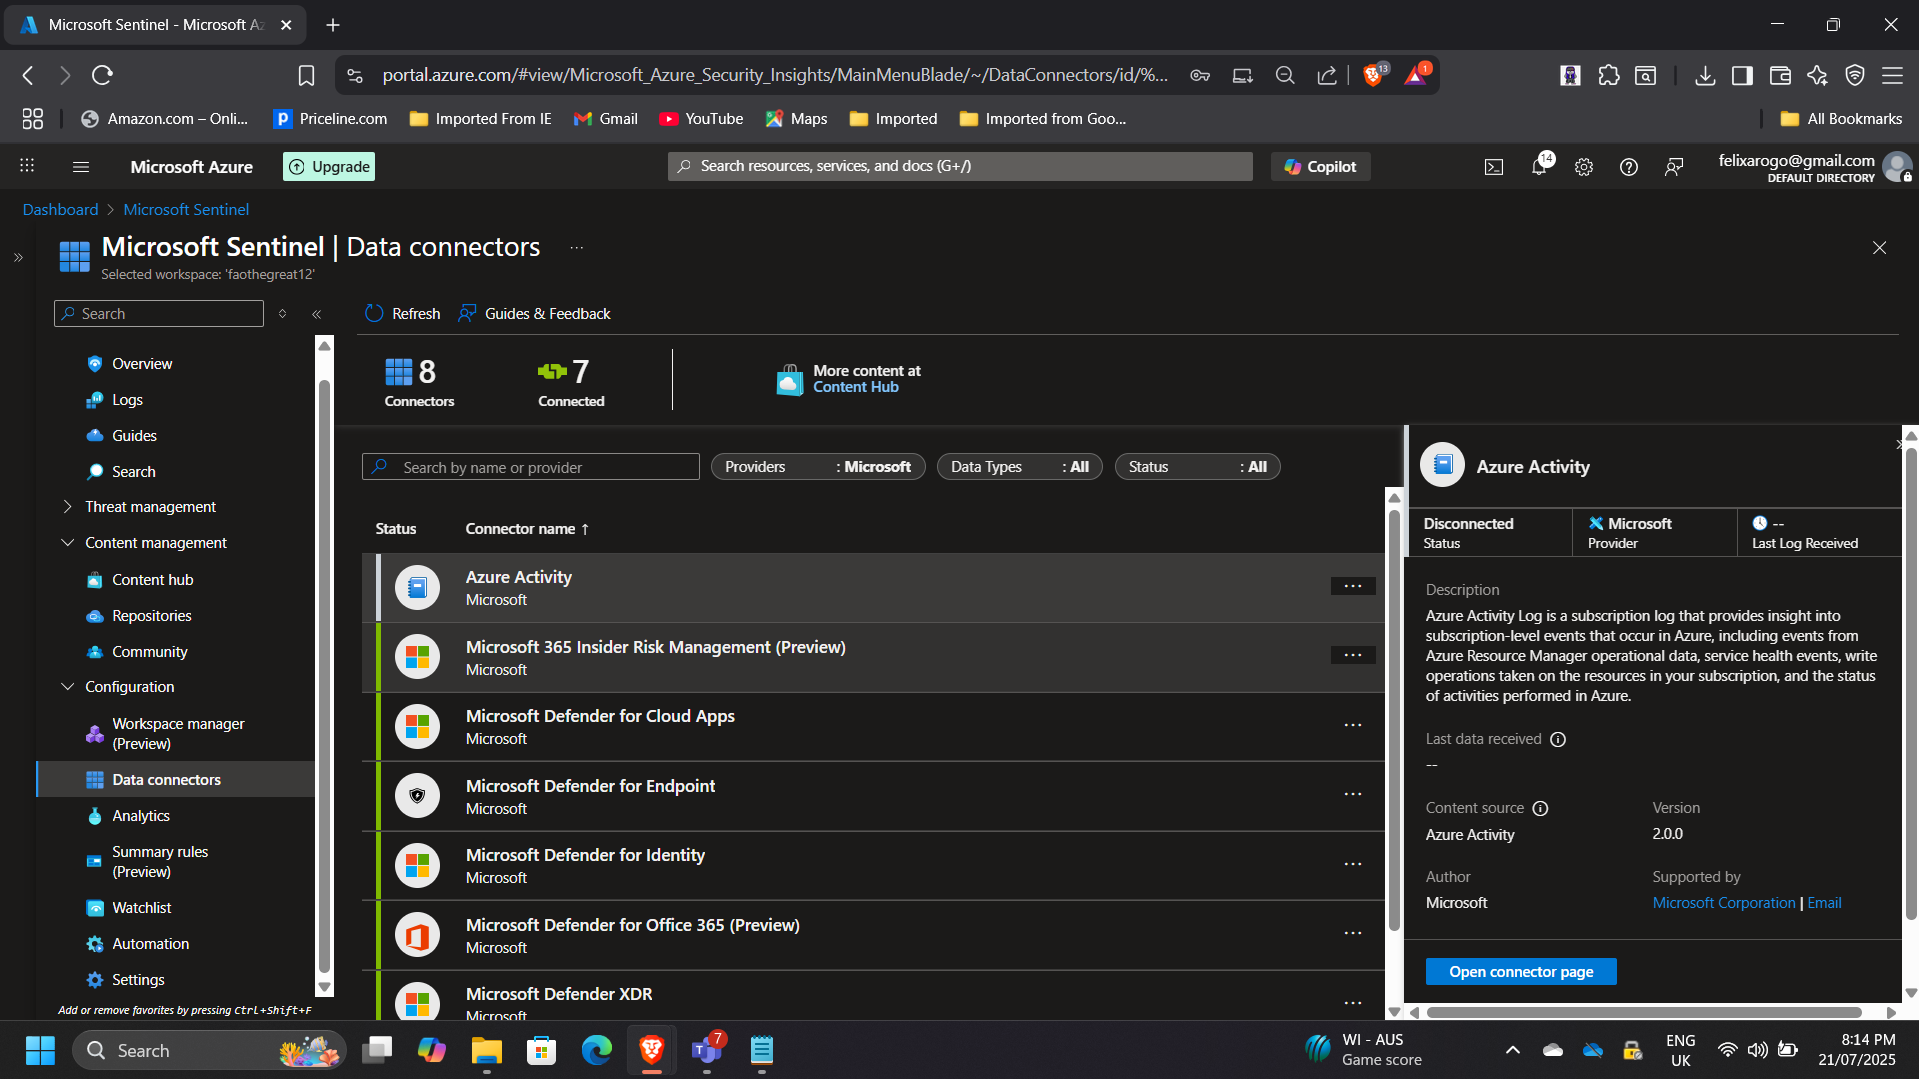 Microsoft Sentinel - Microsoft Az
portal.azure.com/#view/Microsoft_Azure_Security_Insights/MainMenuBlade/~/DataConnectors/id/%...
13
1
Amazon.com – Onli...
Priceline.com
Imported From IE
Gmail
YouTube
Maps
Imported
Imported from Goo...
All Bookmarks
Microsoft Azure
Upgrade
Search resources, services, and docs (G+/)
Copilot
14
felixarogo@gmail.com
DEFAULT DIRECTORY
Dashboard > Microsoft Sentinel
Microsoft Sentinel | Data connectors ...
Selected workspace: 'faothegreat12'
Search
Refresh
Guides & Feedback
Overview
Logs
Guides
Search
Threat management
Content management
Content hub
Repositories
Community
Configuration
Workspace manager
(Preview)
Data connectors
Analytics
Summary rules
(Preview)
Watchlist
Automation
Settings
Add or remove favorites by pressing Ctrl+Shift+F
8
Connectors
7
Connected
More content at
Content Hub
Search by name or provider
Providers : Microsoft
Data Types : All
Status : All
Status
Connector name ↑
Azure Activity
Microsoft
Microsoft 365 Insider Risk Management (Preview)
Microsoft
Microsoft Defender for Cloud Apps
Microsoft
Microsoft Defender for Endpoint
Microsoft
Microsoft Defender for Identity
Microsoft
Microsoft Defender for Office 365 (Preview)
Microsoft
Microsoft Defender XDR
Microsoft
Azure Activity
Disconnected
Status
Microsoft
Provider
--
Last Log Received
Description
Azure Activity Log is a subscription log that provides insight into
subscription-level events that occur in Azure, including events from
Azure Resource Manager operational data, service health events, write
operations taken on the resources in your subscription, and the status
of activities performed in Azure.
Last data received
--
Content source
Azure Activity
Version
2.0.0
Author
Microsoft
Supported by
Microsoft Corporation | Email
Open connector page
Search
7
WI - AUS
Game score
ENG
UK
8:14 PM
21/07/2025